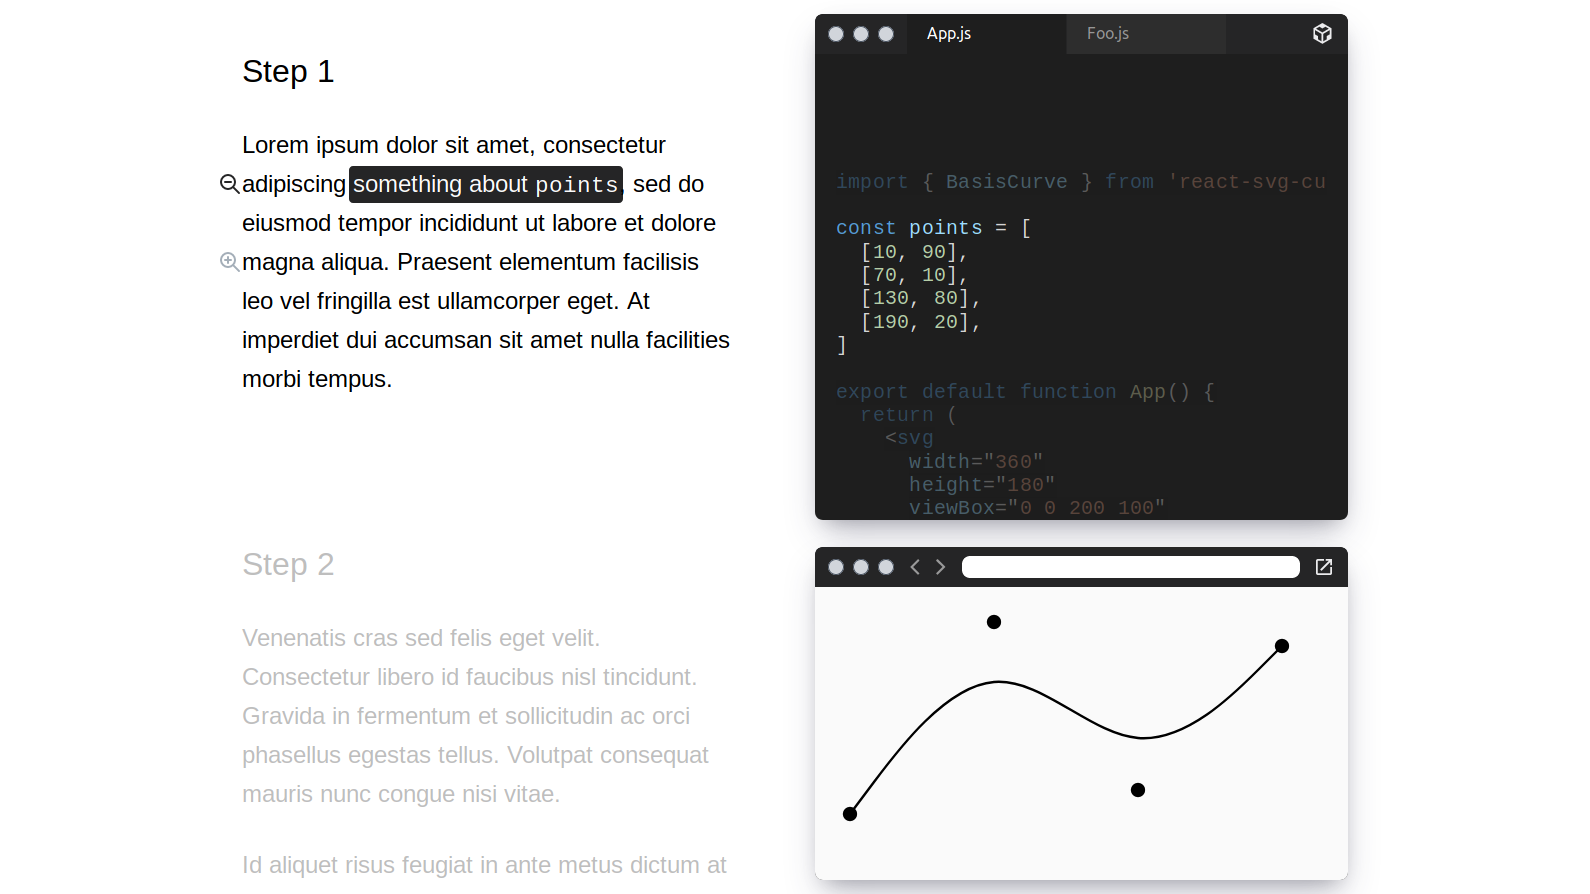 Step 1
Lorem ipsum dolor sit amet, consectetur
adipiscing something about points, sed do
eiusmod tempor incididunt ut labore et dolore
magna aliqua. Praesent elementum facilisis
leo vel fringilla est ullamcorper eget. At
imperdiet dui accumsan sit amet nulla facilities
morbi tempus.
Step 2
Venenatis cras sed felis eget velit.
Consectetur libero id faucibus nisl tincidunt.
Gravida in fermentum et sollicitudin ac orci
phasellus egestas tellus. Volutpat consequat
mauris nunc congue nisi vitae.
Id aliquet risus feugiat in ante metus dictum at
App.js
Foo.js
import { BasisCurve } from 'react-svg-cu
const points = [
  [10, 90],
  [70, 10],
  [130, 80],
  [190, 20],
]
export default function App() {
  return (
    <svg
      width="360"
      height="180"
      viewBox="0 0 200 100"